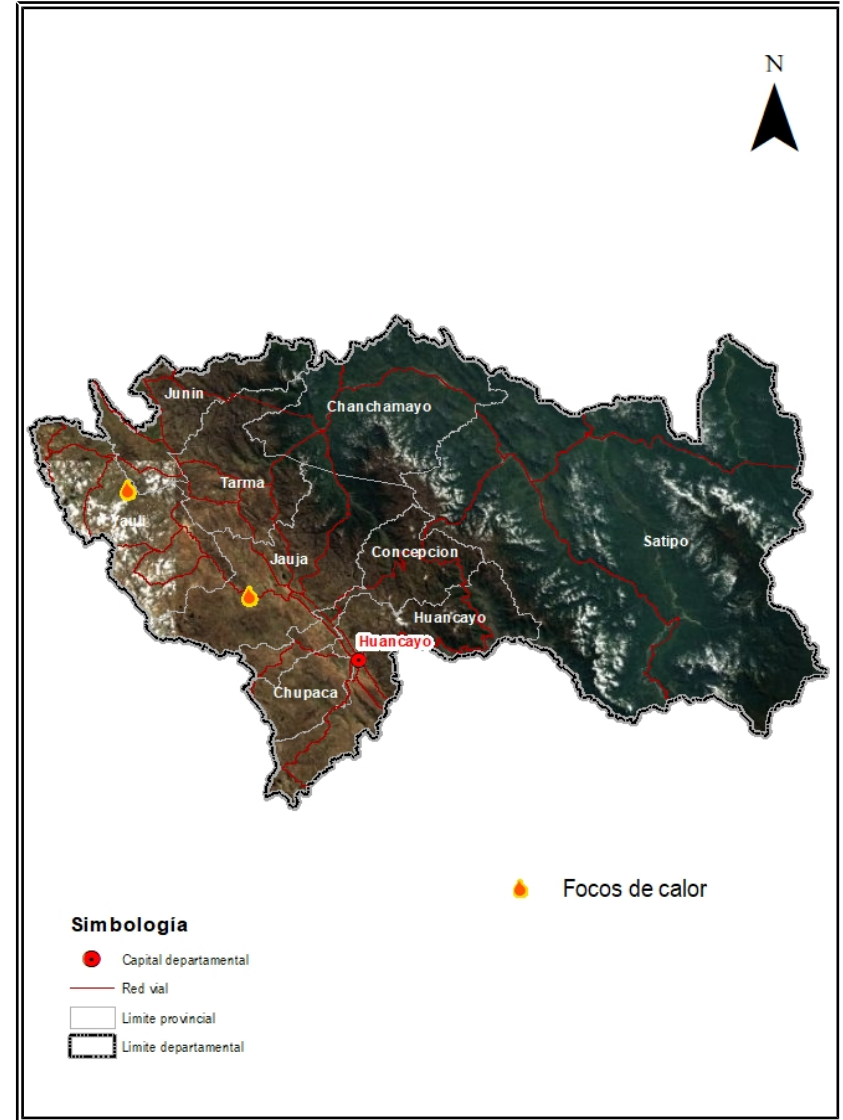 N
Junin
Chanchamayo
Tarma
Yauli
Satipo
Concepcion
Jauja
Huancayo
Huancayo
Chupaca
Focos de calor
Simbología
Capital departamental
Red vial
Limite provincial
Limite departamental